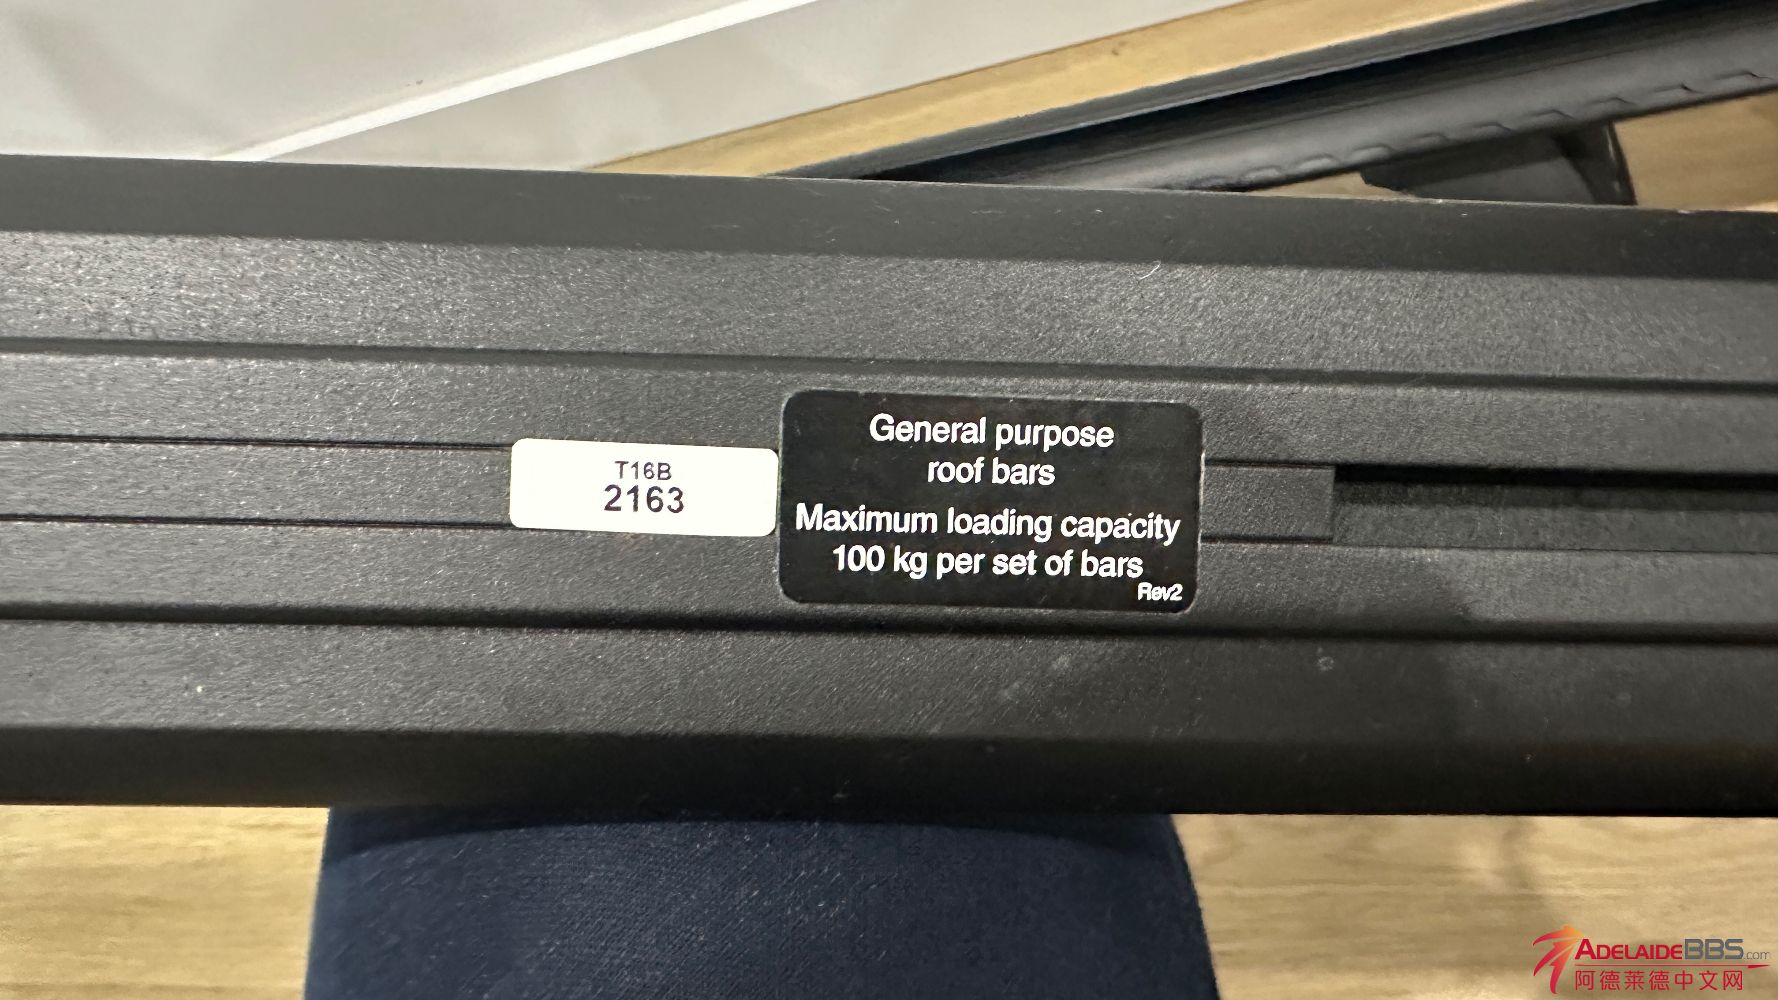 T16B
2163
General purpose
roof bars
Maximum loading capacity
100 kg per set of bars
Rev2
ADELAIDEBBS.com
阿德莱德中文网